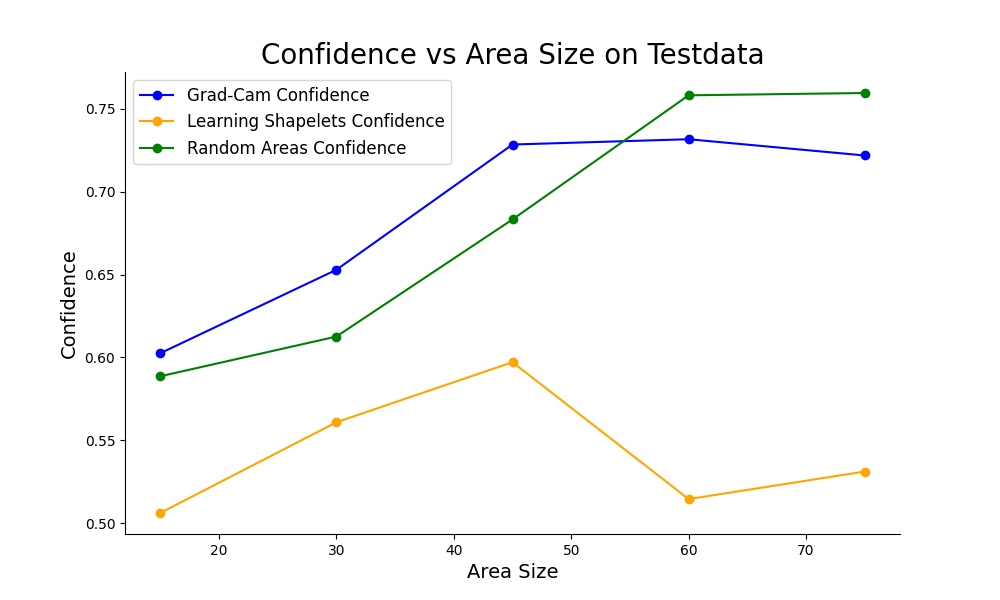 Confidence vs Area Size on Testdata
Grad-Cam Confidence
Learning Shapelets Confidence
Random Areas Confidence
Confidence
0.75
0.70
0.65
0.60
0.55
0.50
20 30 40 50 60 70
Area Size